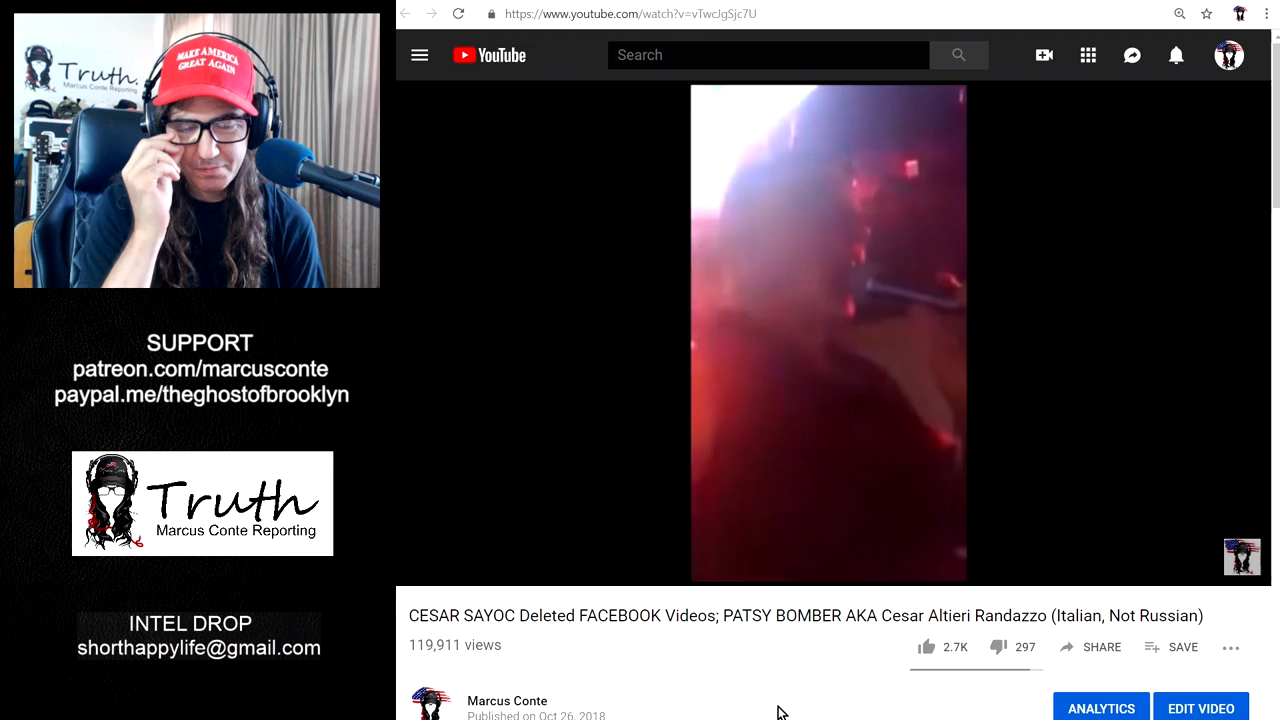 Truth.
Marcus Conte Reporting
MAKE AMERICA
GREAT AGAIN
SUPPORT
patreon.com/marcusconte
paypal.me/theghostofbrooklyn
Truth
Marcus Conte Reporting
INTEL DROP
shorthappylife@gmail.com
https://www.youtube.com/watch?v=vTwcJgSjc7U
YouTube
Search
CESAR SAYOC Deleted FACEBOOK Videos; PATSY BOMBER AKA Cesar Altieri Randazzo (Italian, Not Russian)
119,911 views
2.7K
297
SHARE
SAVE
Marcus Conte
Published on Oct 26, 2018
ANALYTICS
EDIT VIDEO